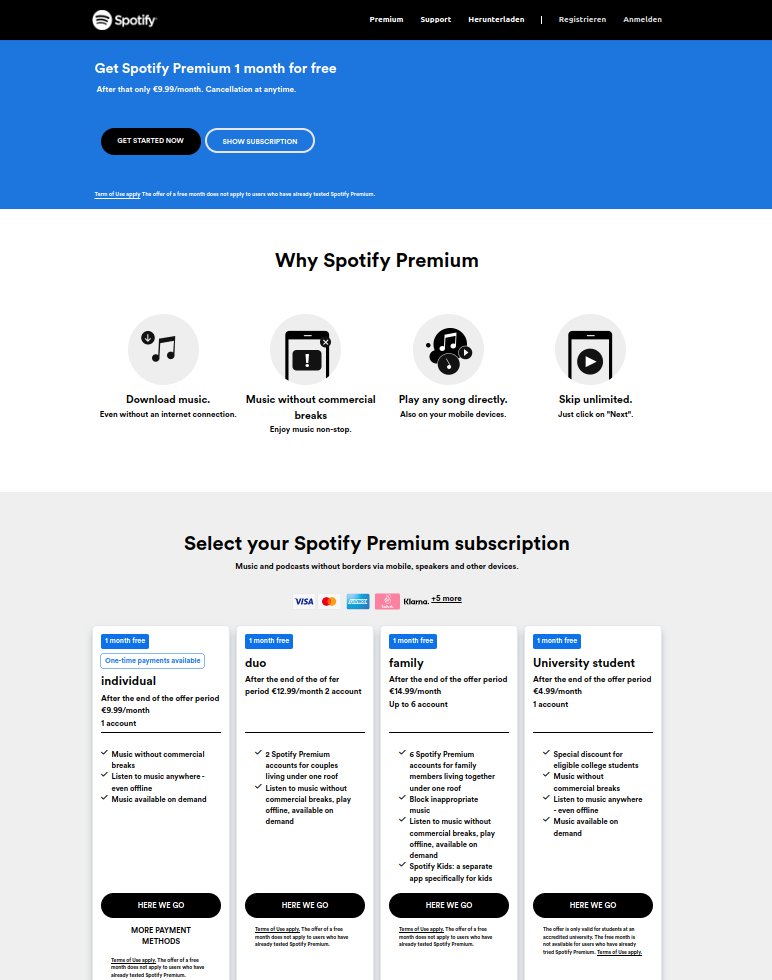 Spotify
Premium Support Herunterladen | Registrieren Anmelden
Get Spotify Premium 1 month for free
After that only €9.99/month. Cancellation at anytime.
GET STARTED NOW SHOW SUBSCRIPTION
Term of Use apply The offer of a free month does not apply to users who have already tested Spotify Premium.
Why Spotify Premium
Download music.
Even without an internet connection.
Music without commercial
breaks
Enjoy music non-stop.
Play any song directly.
Also on your mobile devices.
Skip unlimited.
Just click on "Next".
Select your Spotify Premium subscription
Music and podcasts without borders via mobile, speakers and other devices.
VISA Klarna. +5 more
1 month free
One-time payments available
individual
After the end of the offer period
€9.99/month
1 account
Music without commercial
breaks
Listen to music anywhere -
even offline
Music available on demand
HERE WE GO
MORE PAYMENT
METHODS
Terms of Use apply. The offer of a free
month does not apply to users who have
already tested Spotify Premium.
1 month free
duo
After the end of the of fer
period €12.99/month 2 account
2 Spotify Premium
accounts for couples
living under one roof
Listen to music without
commercial breaks, play
offline, available on
demand
HERE WE GO
Terms of Use apply. The offer of a free
month does not apply to users who have
already tested Spotify Premium.
1 month free
family
After the end of the offer period
€14.99/month
Up to 6 account
6 Spotify Premium
accounts for family
members living together
under one roof
Block inappropriate
music
Listen to music without
commercial breaks, play
offline, available on
demand
Spotify Kids: a separate
app specifically for kids
HERE WE GO
Terms of Use apply. The offer of a free
month does not apply to users who have
already tested Spotify Premium.
1 month free
University student
After the end of the offer period
€4.99/month
1 account
Special discount for
eligible college students
Music without
commercial breaks
Listen to music anywhere
- even offline
Music available on
demand
HERE WE GO
The offer is only valid for students at an
accredited university. The free month is
not available for users who have already
tried Spotify Premium. Terms of Use apply.